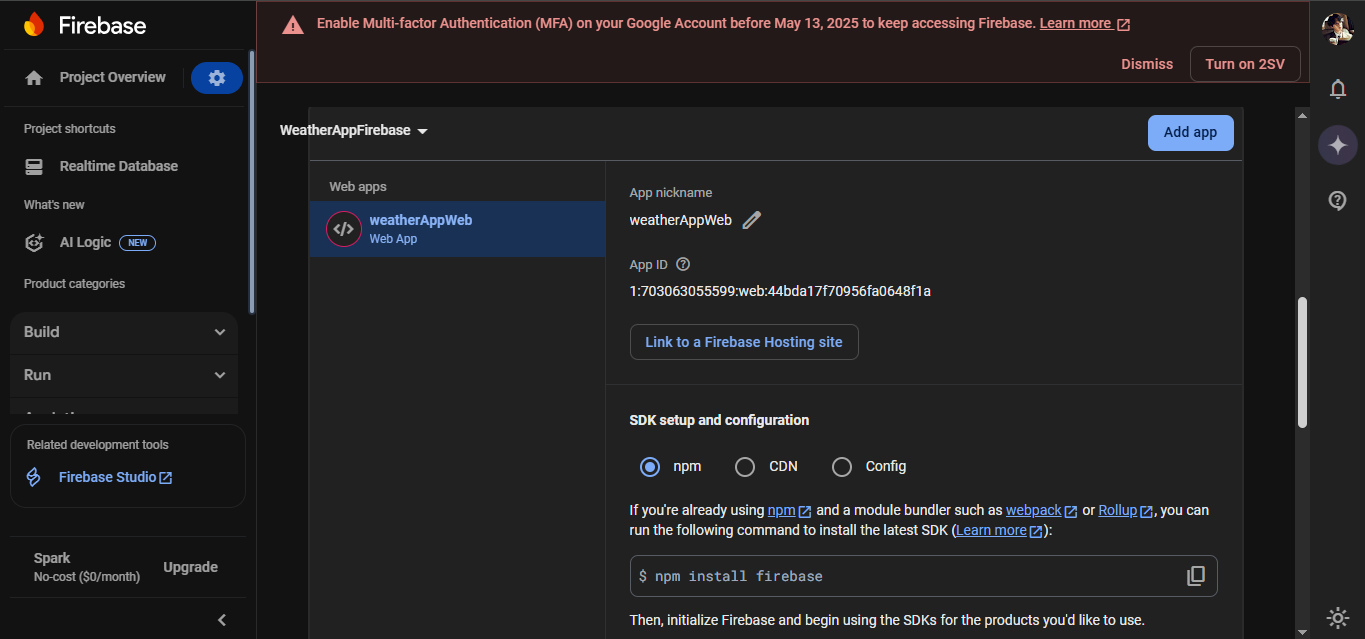 Firebase
Enable Multi-factor Authentication (MFA) on your Google Account before May 13, 2025 to keep accessing Firebase. Learn more
Dismiss
Turn on 2SV
Project Overview
Project shortcuts
Realtime Database
What's new
AI Logic NEW
Product categories
Build
Run
Related development tools
Firebase Studio
Spark
No-cost ($0/month)
Upgrade
WeatherAppFirebase
Add app
Web apps
weatherAppWeb
Web App
App nickname
weatherAppWeb
App ID
1:703063055599:web:44bda17f70956fa0648f1a
Link to a Firebase Hosting site
SDK setup and configuration
npm CDN Config
If you're already using npm and a module bundler such as webpack or Rollup, you can
run the following command to install the latest SDK (Learn more):
$ npm install firebase
Then, initialize Firebase and begin using the SDKs for the products you'd like to use.